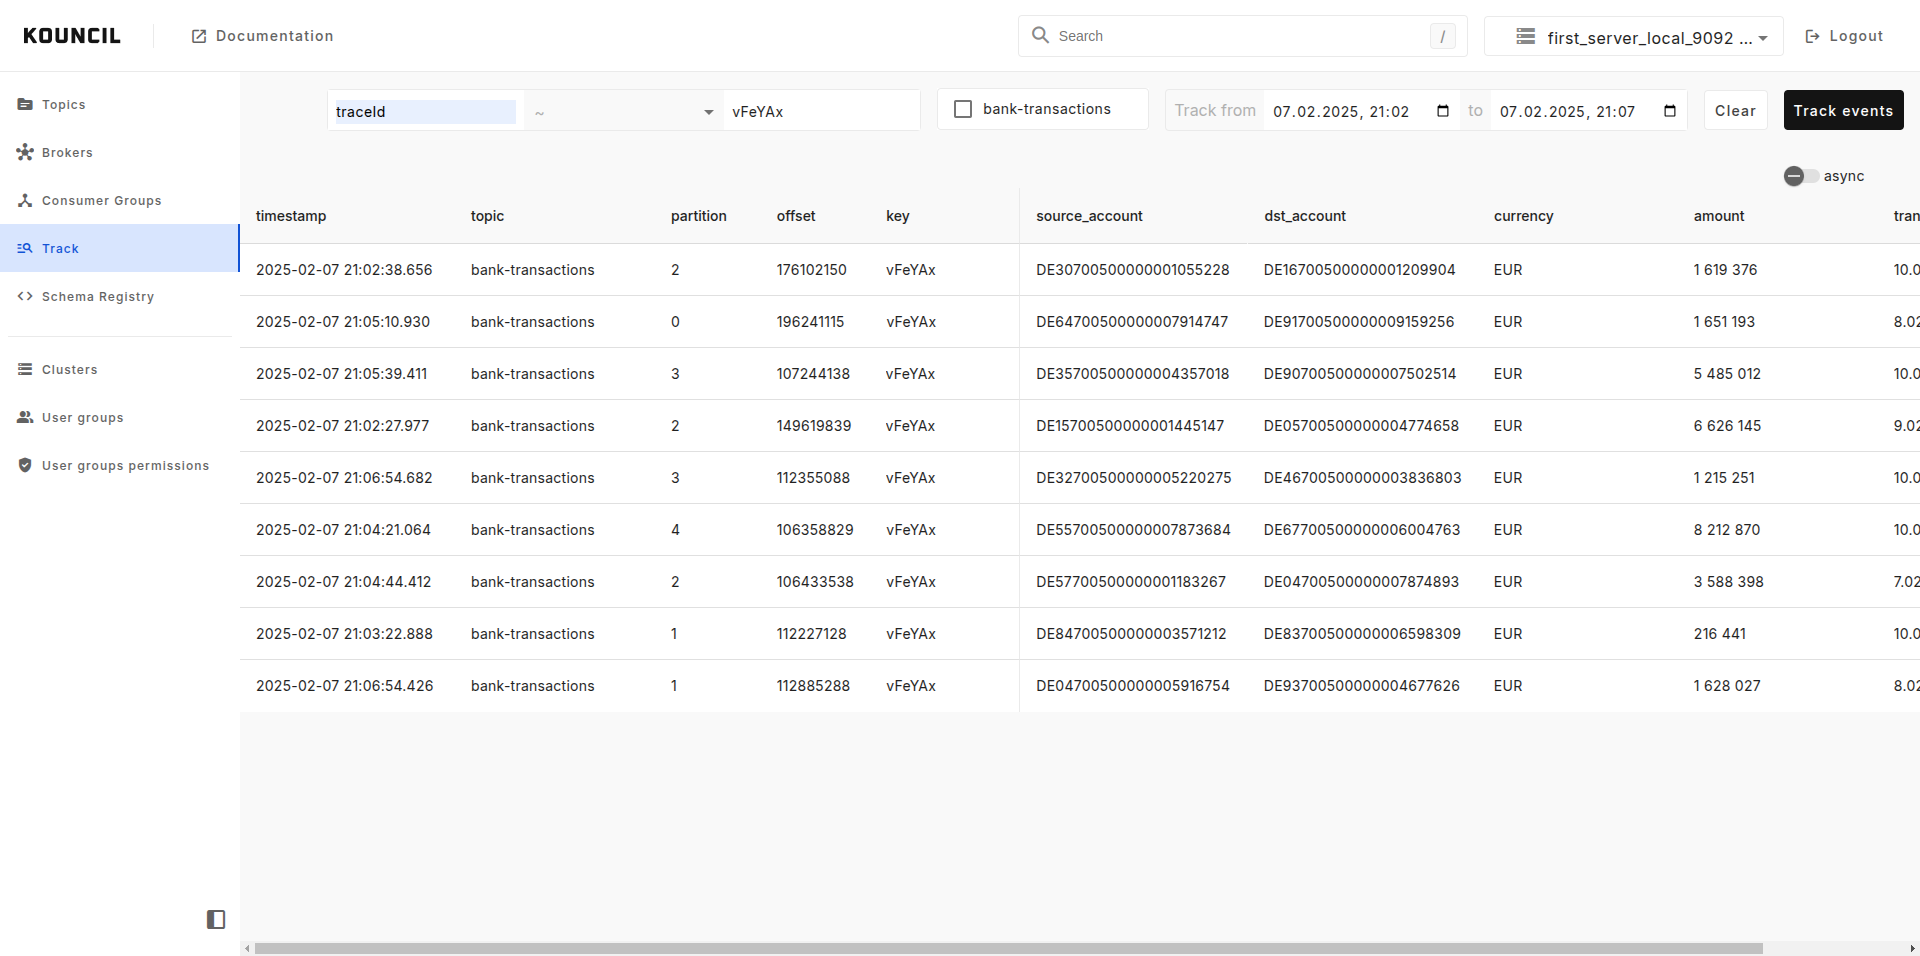 KOUNCIL Documentation Search / first_server_local_9092 ... Logout
Topics
Brokers
Consumer Groups
Track
Schema Registry
Clusters
User groups
User groups permissions
traceId ~ vFeYAx bank-transactions Track from 07.02.2025, 21:02 to 07.02.2025, 21:07 Clear Track events
async
timestamp topic partition offset key source_account dst_account currency amount tran
2025-02-07 21:02:38.656 bank-transactions 2 176102150 vFeYAx DE30700500000001055228 DE16700500000001209904 EUR 1 619 376 10.0
2025-02-07 21:05:10.930 bank-transactions 0 196241115 vFeYAx DE64700500000007914747 DE91700500000009159256 EUR 1 651 193 8.02
2025-02-07 21:05:39.411 bank-transactions 3 107244138 vFeYAx DE35700500000004357018 DE90700500000007502514 EUR 5 485 012 10.0
2025-02-07 21:02:27.977 bank-transactions 2 149619839 vFeYAx DE15700500000001445147 DE05700500000004774658 EUR 6 626 145 9.02
2025-02-07 21:06:54.682 bank-transactions 3 112355088 vFeYAx DE32700500000005220275 DE46700500000003836803 EUR 1 215 251 10.0
2025-02-07 21:04:21.064 bank-transactions 4 106358829 vFeYAx DE55700500000007873684 DE67700500000006004763 EUR 8 212 870 10.0
2025-02-07 21:04:44.412 bank-transactions 2 106433538 vFeYAx DE57700500000001183267 DE04700500000007874893 EUR 3 588 398 7.02
2025-02-07 21:03:22.888 bank-transactions 1 112227128 vFeYAx DE84700500000003571212 DE83700500000006598309 EUR 216 441 10.0
2025-02-07 21:06:54.426 bank-transactions 1 112885288 vFeYAx DE04700500000005916754 DE93700500000004677626 EUR 1 628 027 8.02